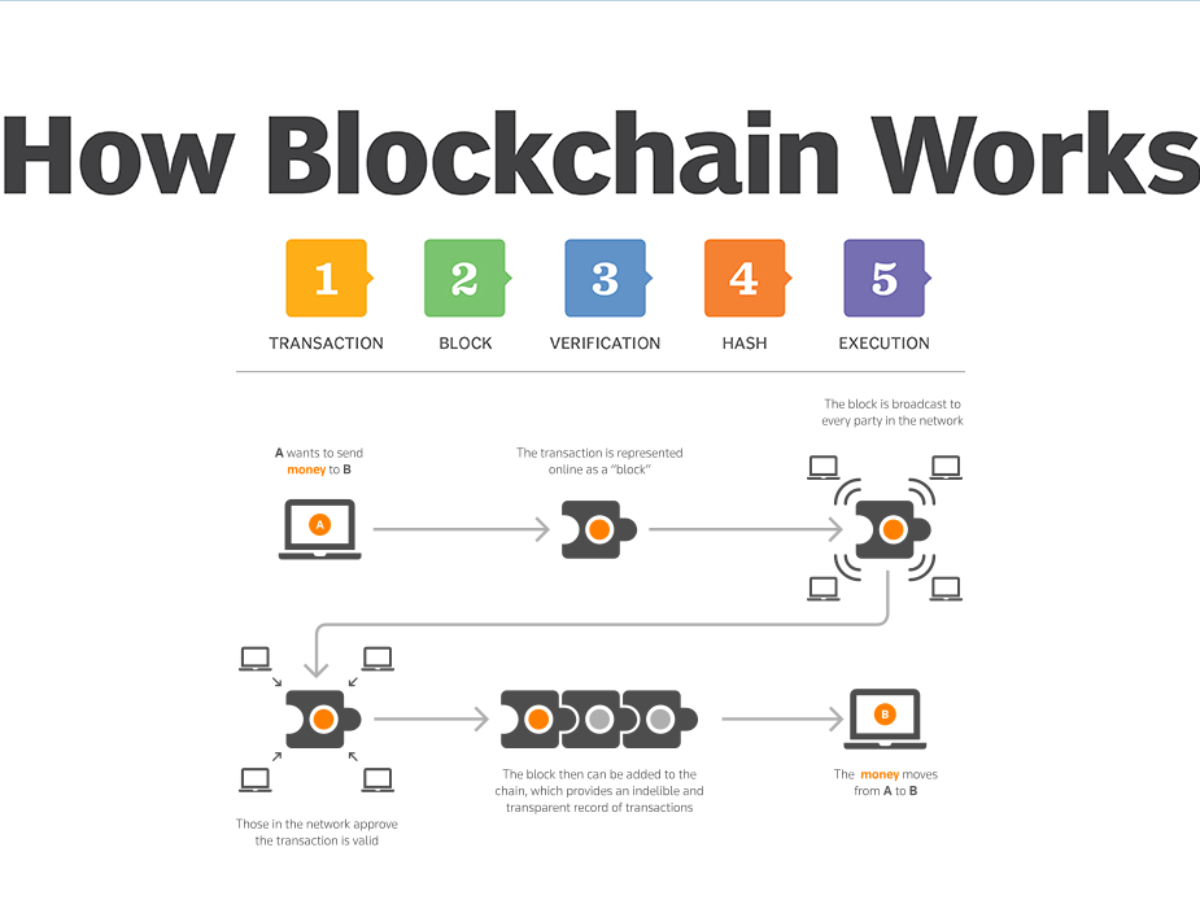 How Blockchain Works
1
2
3
4
5
TRANSACTION
BLOCK
VERIFICATION
HASH
EXECUTION
A wants to send
money to B
A
The transaction is represented
online as a “block”
The block is broadcast to
every party in the network
Those in the network approve
the transaction is valid
The block then can be added to the
chain, which provides an indelible and
transparent record of transactions
B
The money moves
from A to B